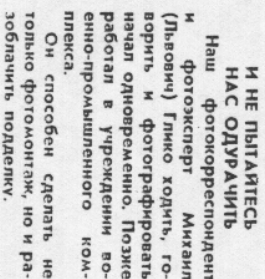 И НЕ ПЫТАЙТЕСЬ
НАС ОДУРАЧИТЬ
Наш фотокорреспондент
и фотоэксперт Михаил
(Львович) Глико ходить, го-
ворить и фотографировать
начал одновременно. Позже
работал в учреждении во-
енно-промышленного ком-
плекса.
Он способен сделать не
только фотомонтаж, но и ра-
зоблачить подделку.